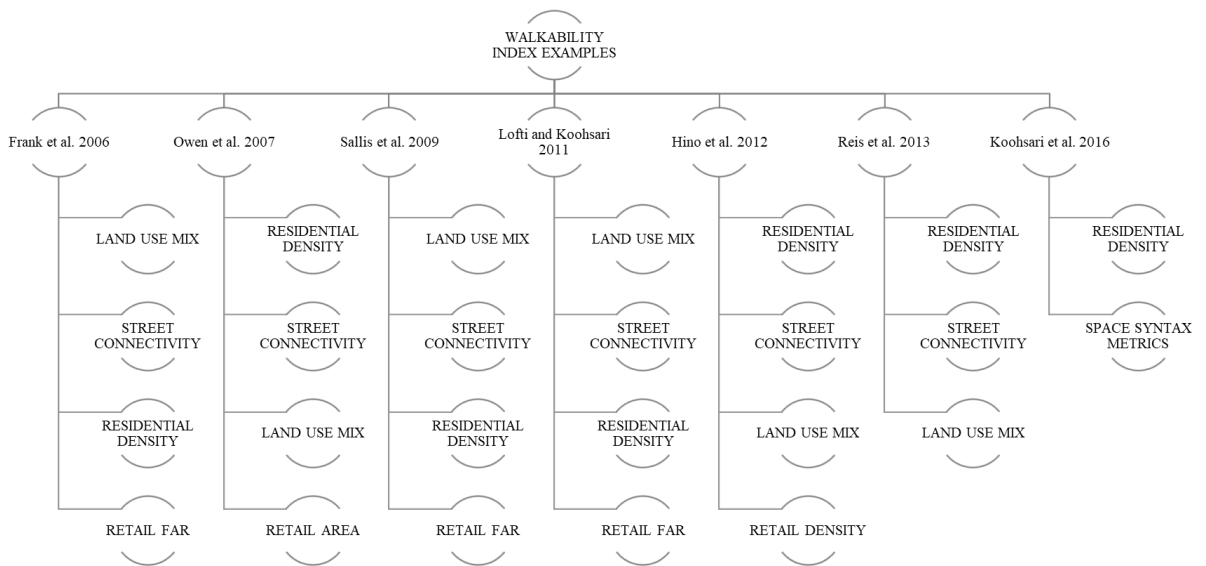 WALKABILITY
INDEX EXAMPLES
Frank et al. 2006
Owen et al. 2007
Sallis et al. 2009
Lofti and Koohsari
2011
Hino et al. 2012
Reis et al. 2013
Koohsari et al. 2016
LAND USE MIX
STREET
CONNECTIVITY
RESIDENTIAL
DENSITY
RETAIL FAR
RESIDENTIAL
DENSITY
STREET
CONNECTIVITY
LAND USE MIX
RETAIL AREA
LAND USE MIX
STREET
CONNECTIVITY
RESIDENTIAL
DENSITY
RETAIL FAR
LAND USE MIX
STREET
CONNECTIVITY
RESIDENTIAL
DENSITY
RETAIL FAR
RESIDENTIAL
DENSITY
STREET
CONNECTIVITY
LAND USE MIX
RETAIL DENSITY
RESIDENTIAL
DENSITY
STREET
CONNECTIVITY
LAND USE MIX
RESIDENTIAL
DENSITY
SPACE SYNTAX
METRICS